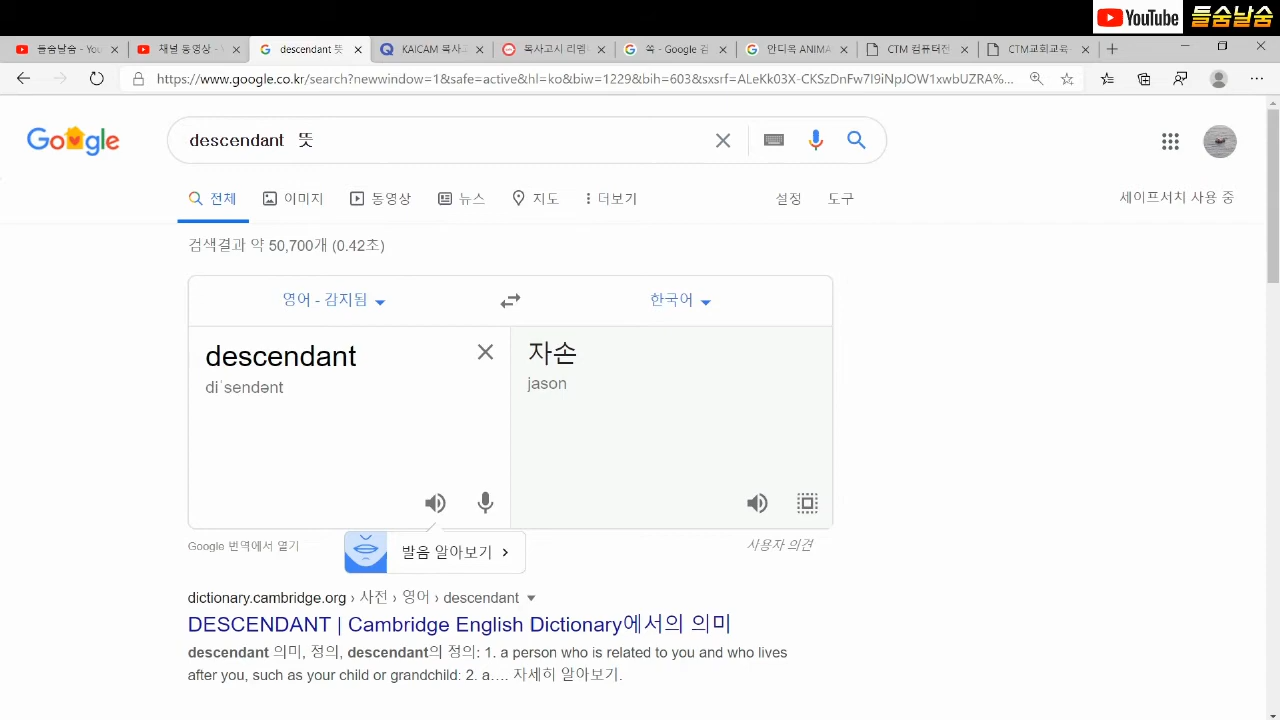 YouTube 들숨날숨
들숨날숨 - You
채널 동영상 - Y
descendant 뜻
KAICAM 목사고
목사고시 리멤
쏙 - Google 검
안디옥 ANIMA
CTM 컴퓨터전
CTM교회교육
https://www.google.co.kr/search?newwindow=1&safe=active&hl=ko&biw=1229&bih=603&sxsrf=ALeKk03X-CKSzDnFw7I9iNpJOW1xwbUZRA%...
Google
descendant 뜻
전체 이미지 동영상 뉴스 지도 더보기 설정 도구
세이프서치 사용 중
검색결과 약 50,700개 (0.42초)
영어 - 감지됨 한국어
descendant
diˈsendənt
자손
jason
Google 번역에서 열기
발음 알아보기
사용자 의견
dictionary.cambridge.org › 사전 › 영어 › descendant
DESCENDANT | Cambridge English Dictionary에서의 의미
descendant 의미, 정의, descendant의 정의: 1. a person who is related to you and who lives
after you, such as your child or grandchild: 2. a…. 자세히 알아보기.